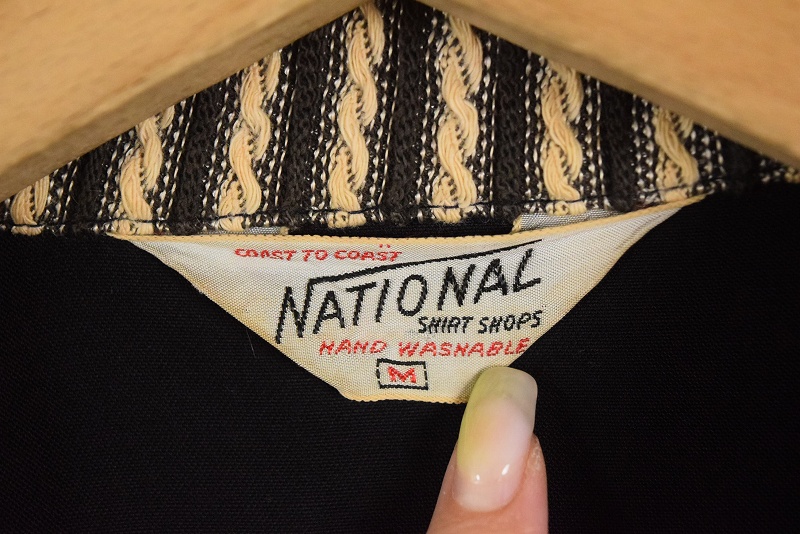 "COAST TO COAST"
NATIONAL
SHIRT SHOPS
HAND WASHABLE
M